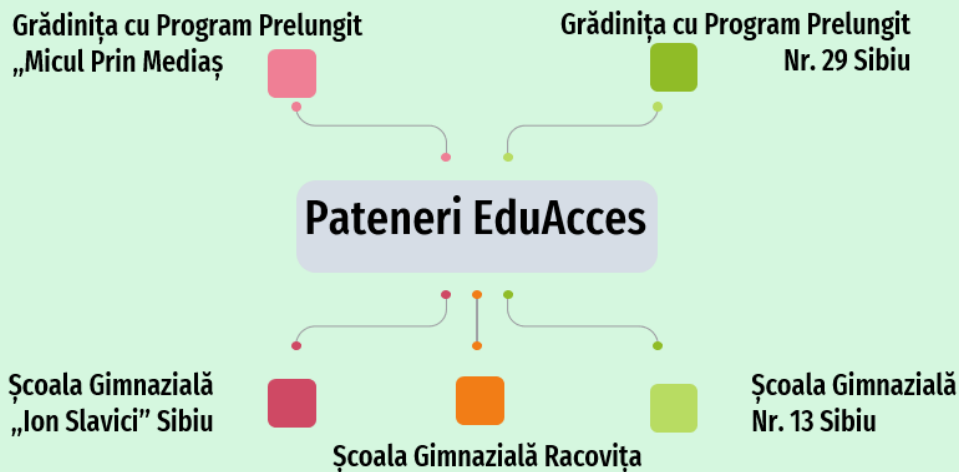 Grădinița cu Program Prelungit
„Micul Prin Mediaș
Grădinița cu Program Prelungit
Nr. 29 Sibiu
Pateneri EduAcces
Școala Gimnazială
„Ion Slavici” Sibiu
Școala Gimnazială Racovița
Școala Gimnazială
Nr. 13 Sibiu